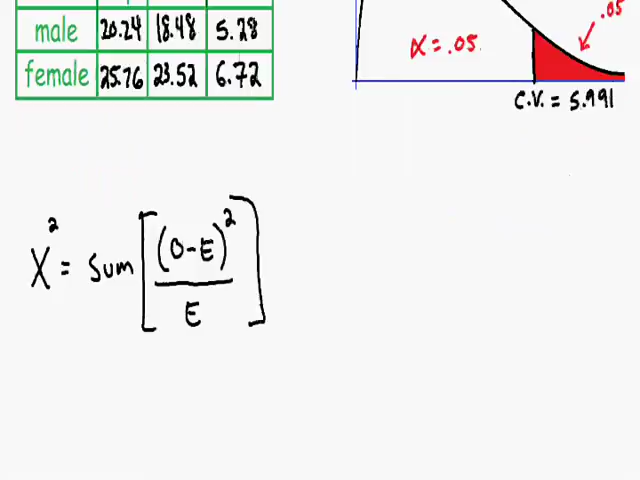 male 20.24 18.48 5.28
female 25.76 23.52 6.72
α = .05
.05
C.V. = 5.991
X² = Sum [ (O-E)² / E ]